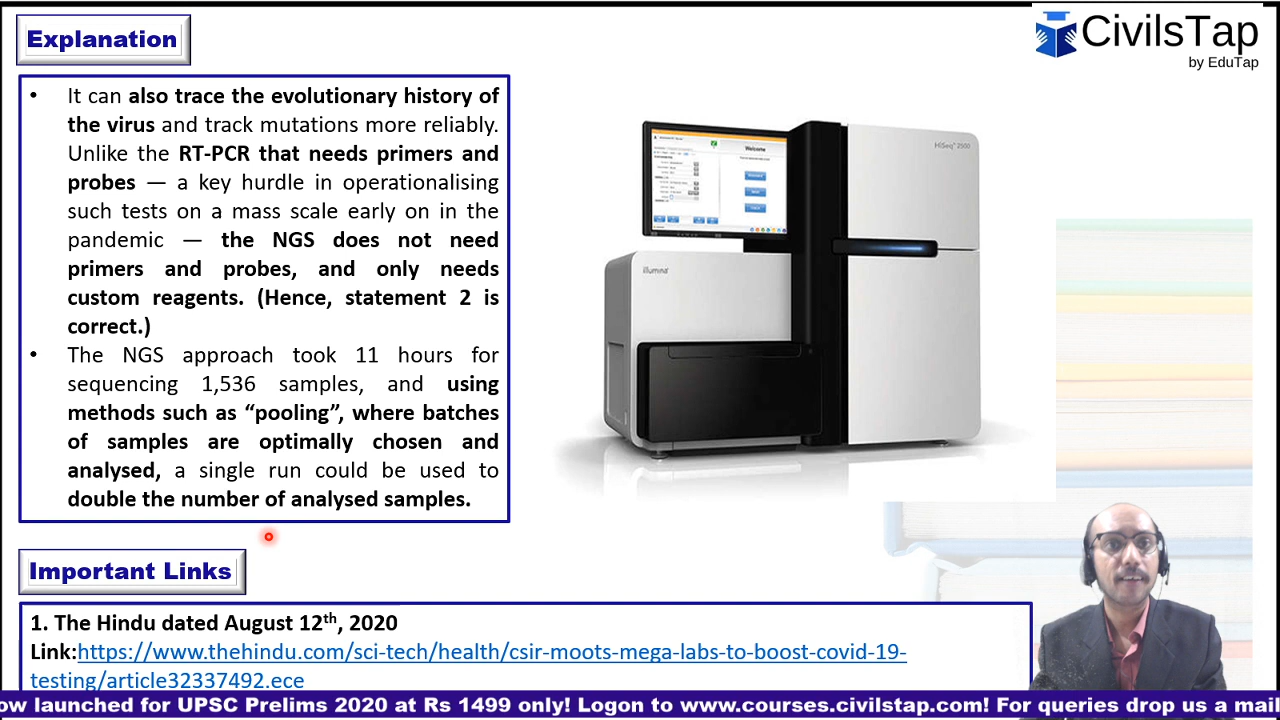 Explanation
CivilsTap
by EduTap
• It can also trace the evolutionary history of
the virus and track mutations more reliably.
Unlike the RT-PCR that needs primers and
probes — a key hurdle in operationalising
such tests on a mass scale early on in the
pandemic — the NGS does not need
primers and probes, and only needs
custom reagents. (Hence, statement 2 is
correct.)
• The NGS approach took 11 hours for
sequencing 1,536 samples, and using
methods such as “pooling”, where batches
of samples are optimally chosen and
analysed, a single run could be used to
double the number of analysed samples.
Welcome
HiSeq® 2500
illumina®
Important Links
1. The Hindu dated August 12th, 2020
Link:https://www.thehindu.com/sci-tech/health/csir-moots-mega-labs-to-boost-covid-19-
testing/article32337492.ece
ow launched for UPSC Prelims 2020 at Rs 1499 only! Logon to www.courses.civilstap.com! For queries drop us a mail